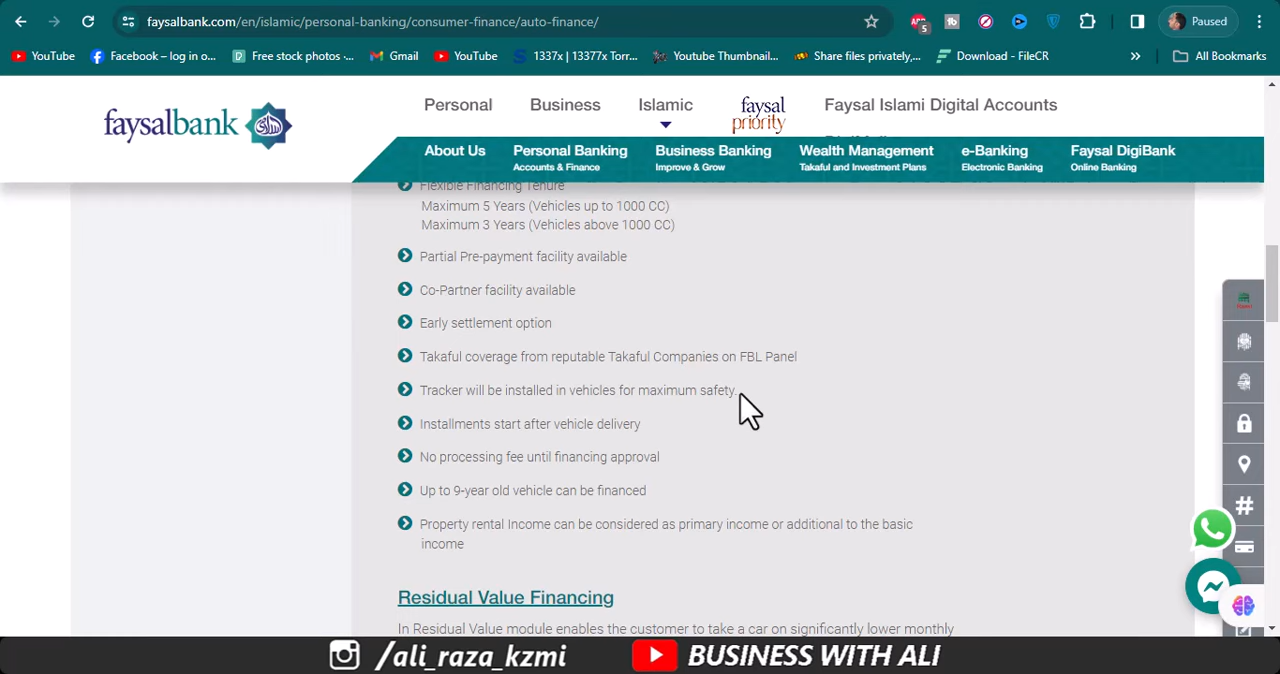 faysalbank.com/en/islamic/personal-banking/consumer-finance/auto-finance/
5
Paused
YouTube
Facebook – log in o...
Free stock photos ·...
Gmail
YouTube
1337x | 13377x Torr...
Youtube Thumbnail...
Share files privately,...
Download - FileCR
»
All Bookmarks
faysalbank
Personal
Business
Islamic
faysal
priority
Faysal Islami Digital Accounts
About Us
Personal Banking
Accounts & Finance
Business Banking
Improve & Grow
Wealth Management
Takaful and Investment Plans
e-Banking
Electronic Banking
Faysal DigiBank
Online Banking
Flexible Financing Tenure
Maximum 5 Years (Vehicles up to 1000 CC)
Maximum 3 Years (Vehicles above 1000 CC)
Partial Pre-payment facility available
Co-Partner facility available
Early settlement option
Takaful coverage from reputable Takaful Companies on FBL Panel
Tracker will be installed in vehicles for maximum safety.
Installments start after vehicle delivery
No processing fee until financing approval
Up to 9-year old vehicle can be financed
Property rental Income can be considered as primary income or additional to the basic
income
Residual Value Financing
In Residual Value module enables the customer to take a car on significantly lower monthly
#
/ali_raza_kzmi
BUSINESS WITH ALI